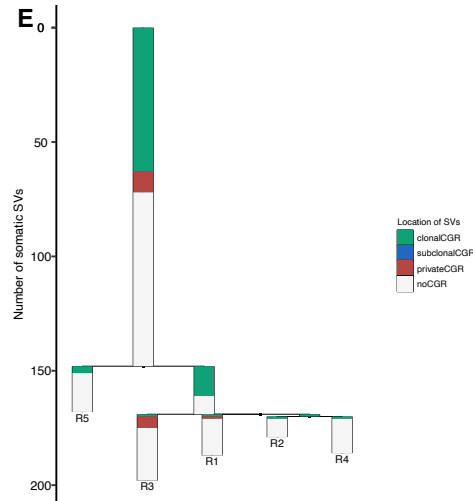 E
0
50
100
150
200
Number of somatic SVs
Location of SVs
clonalCGR
subclonalCGR
privateCGR
noCGR
R5
R3
R1
R2
R4